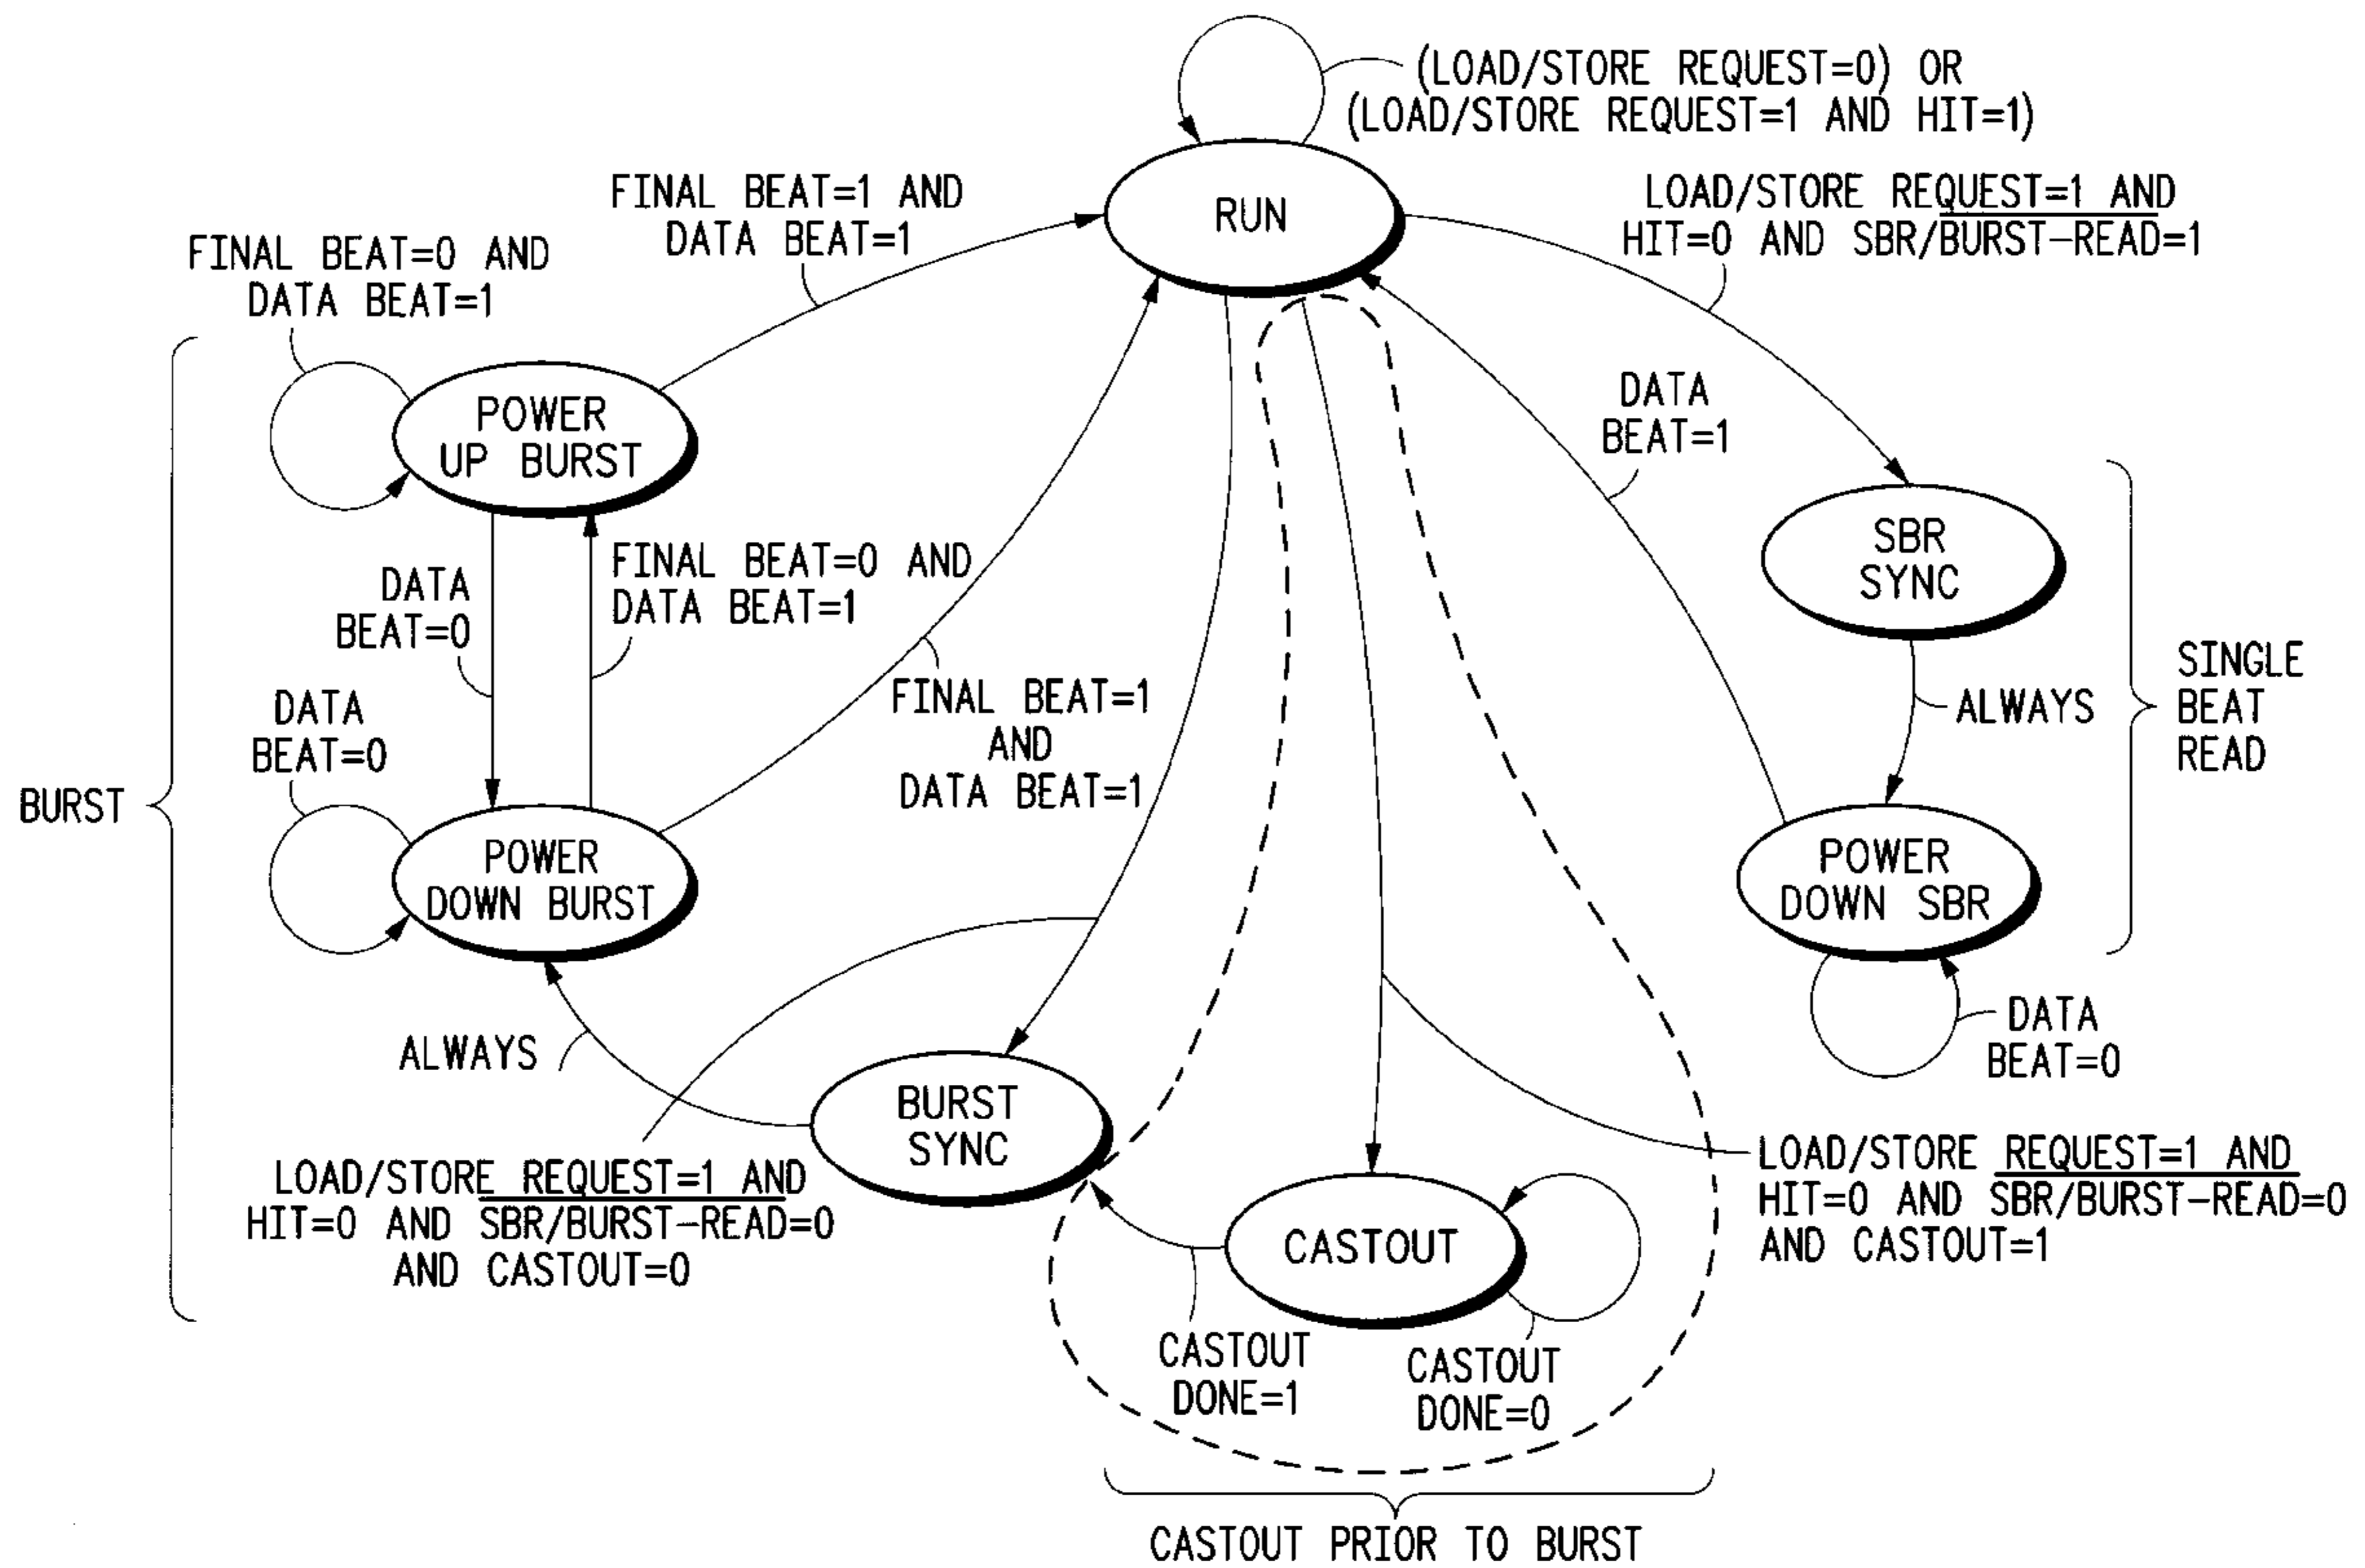 (LOAD/STORE REQUEST=0) OR
(LOAD/STORE REQUEST=1 AND HIT=1)
RUN
LOAD/STORE REQUEST=1 AND
HIT=0 AND SBR/BURST-READ=1
FINAL BEAT=1 AND
DATA BEAT=1
FINAL BEAT=0 AND
DATA BEAT=1
POWER
UP BURST
DATA
BEAT=1
SBR
SYNC
FINAL BEAT=0 AND
DATA BEAT=1
DATA
BEAT=0
SINGLE
BEAT
READ
ALWAYS
FINAL BEAT=1
AND
DATA BEAT=1
DATA
BEAT=0
BURST
POWER
DOWN BURST
POWER
DOWN SBR
DATA
BEAT=0
ALWAYS
BURST
SYNC
LOAD/STORE REQUEST=1 AND
HIT=0 AND SBR/BURST-READ=0
AND CASTOUT=0
LOAD/STORE REQUEST=1 AND
HIT=0 AND SBR/BURST-READ=0
AND CASTOUT=1
CASTOUT
CASTOUT
DONE=1
CASTOUT
DONE=0
CASTOUT PRIOR TO BURST